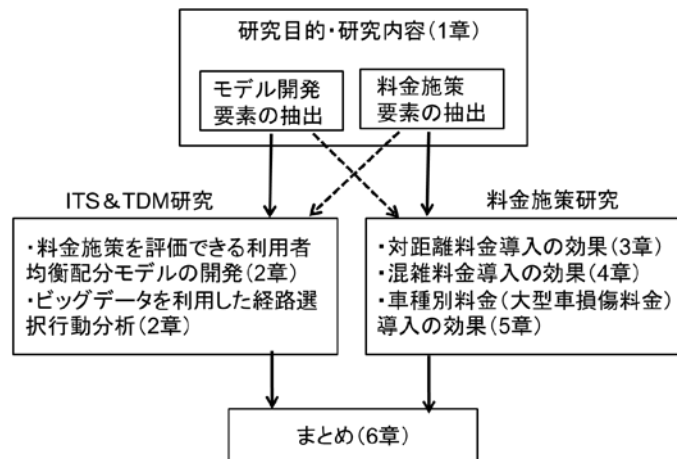 研究目的・研究内容(1章)
モデル開発
要素の抽出
料金施策
要素の抽出
ITS＆TDM研究
料金施策研究
・料金施策を評価できる利用者
均衡配分モデルの開発(2章)
・ビッグデータを利用した経路選
択行動分析(2章)
・対距離料金導入の効果(3章)
・混雑料金導入の効果(4章)
・車種別料金(大型車損傷料金)
導入の効果(5章)
まとめ(6章)